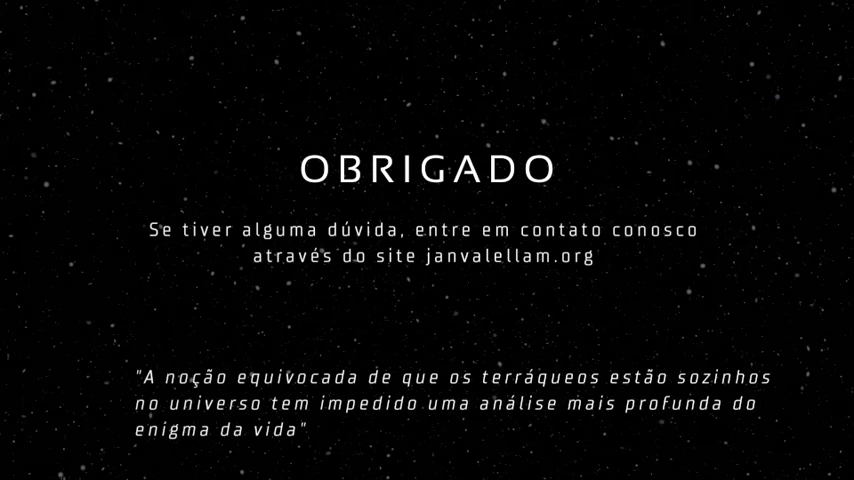 OBRIGADO
Se tiver alguma dúvida, entre em contato conosco
através do site janvalellam.org
"A noção equivocada de que os terráqueos estão sozinhos
no universo tem impedido uma análise mais profunda do
enigma da vida"